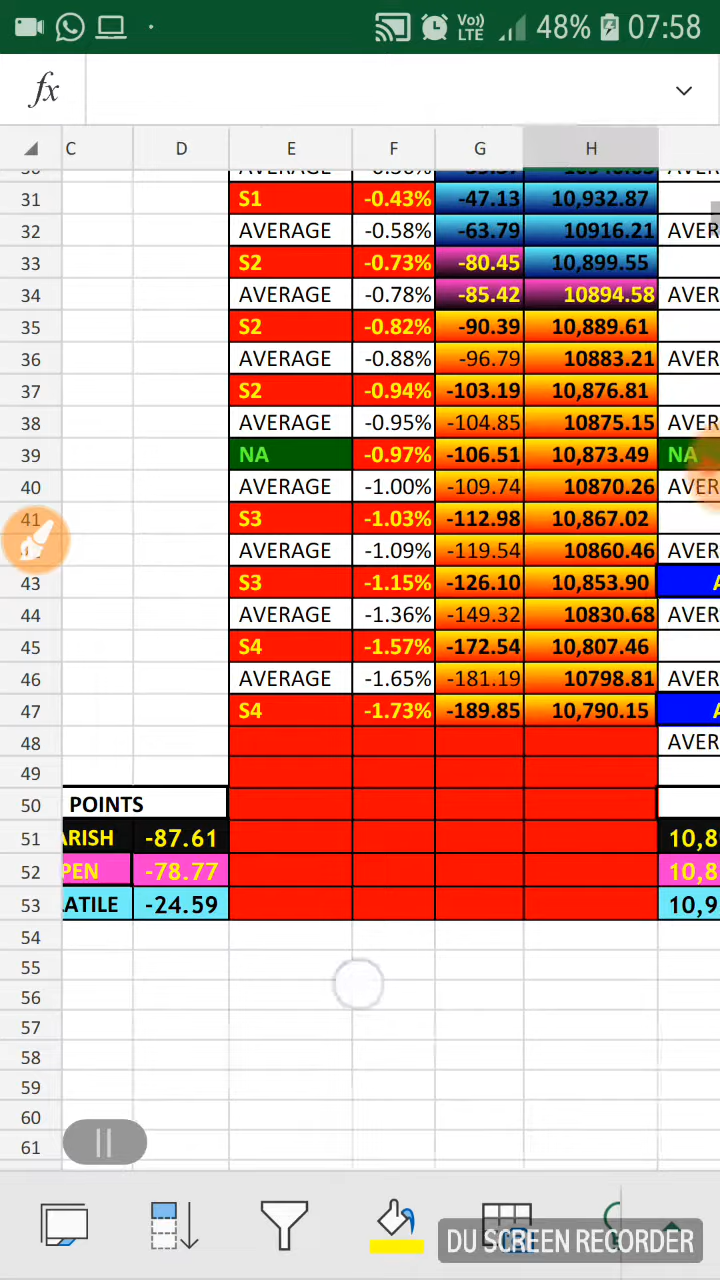 Vo) LTE 48% 07:58
fx
C D E F G H
31 S1 -0.43% -47.13 10,932.87
32 AVERAGE -0.58% -63.79 10916.21 AVER
33 S2 -0.73% -80.45 10,899.55
34 AVERAGE -0.78% -85.42 10894.58 AVER
35 S2 -0.82% -90.39 10,889.61
36 AVERAGE -0.88% -96.79 10883.21 AVER
37 S2 -0.94% -103.19 10,876.81
38 AVERAGE -0.95% -104.85 10875.15 AVER
39 NA -0.97% -106.51 10,873.49 NA
40 AVERAGE -1.00% -109.74 10870.26 AVER
41 S3 -1.03% -112.98 10,867.02
AVERAGE -1.09% -119.54 10860.46 AVER
43 S3 -1.15% -126.10 10,853.90 A
44 AVERAGE -1.36% -149.32 10830.68 AVER
45 S4 -1.57% -172.54 10,807.46
46 AVERAGE -1.65% -181.19 10798.81 AVER
47 S4 -1.73% -189.85 10,790.15 A
48 AVER
49
50 POINTS
51 ARISH -87.61 10,8
52 PEN -78.77 10,8
53 ATILE -24.59 10,9
54
55
56
57
58
59
60
61
DU SCREEN RECORDER